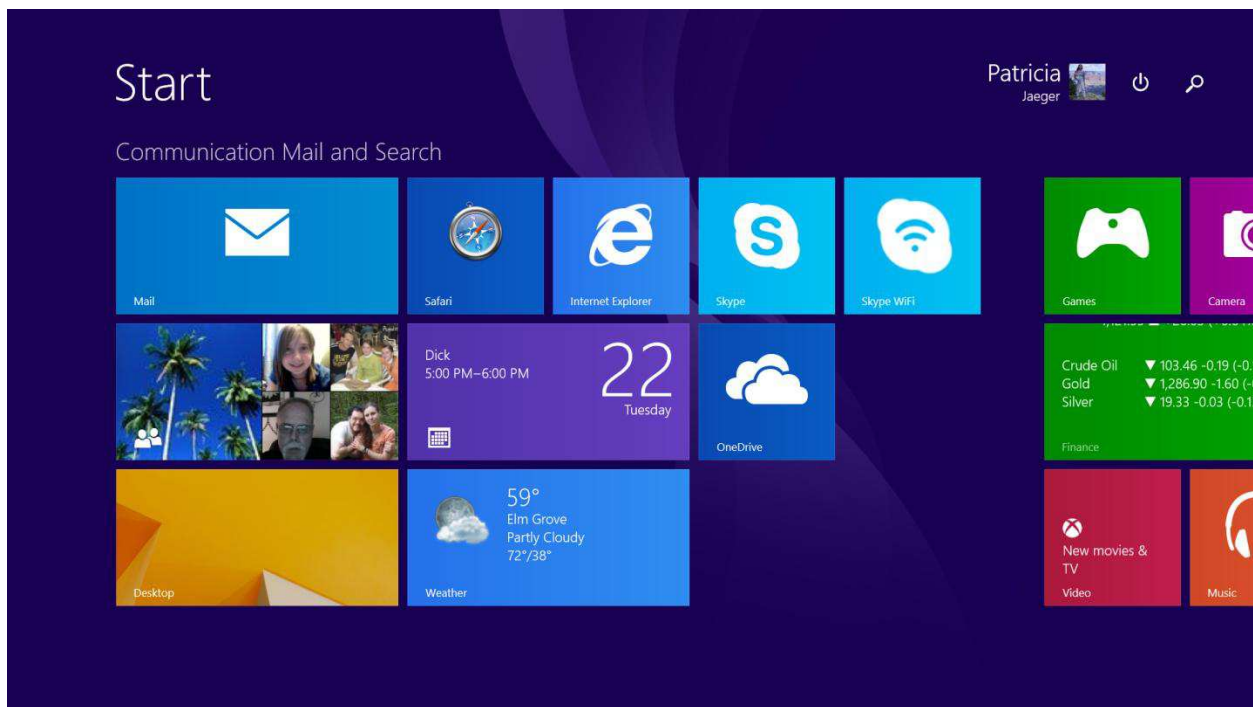 Start
Patricia
Jaeger
Communication Mail and Search
Mail
Safari
Internet Explorer
Skype
Skype WiFi
Games
Camera
Dick
5:00 PM–6:00 PM
22
Tuesday
OneDrive
Crude Oil ▼ 103.46 -0.19 (-0.
Gold ▼ 1,286.90 -1.60 (-
Silver ▼ 19.33 -0.03 (-0.1
Finance
Desktop
59°
Elm Grove
Partly Cloudy
72°/38°
Weather
New movies &
TV
Video
Music